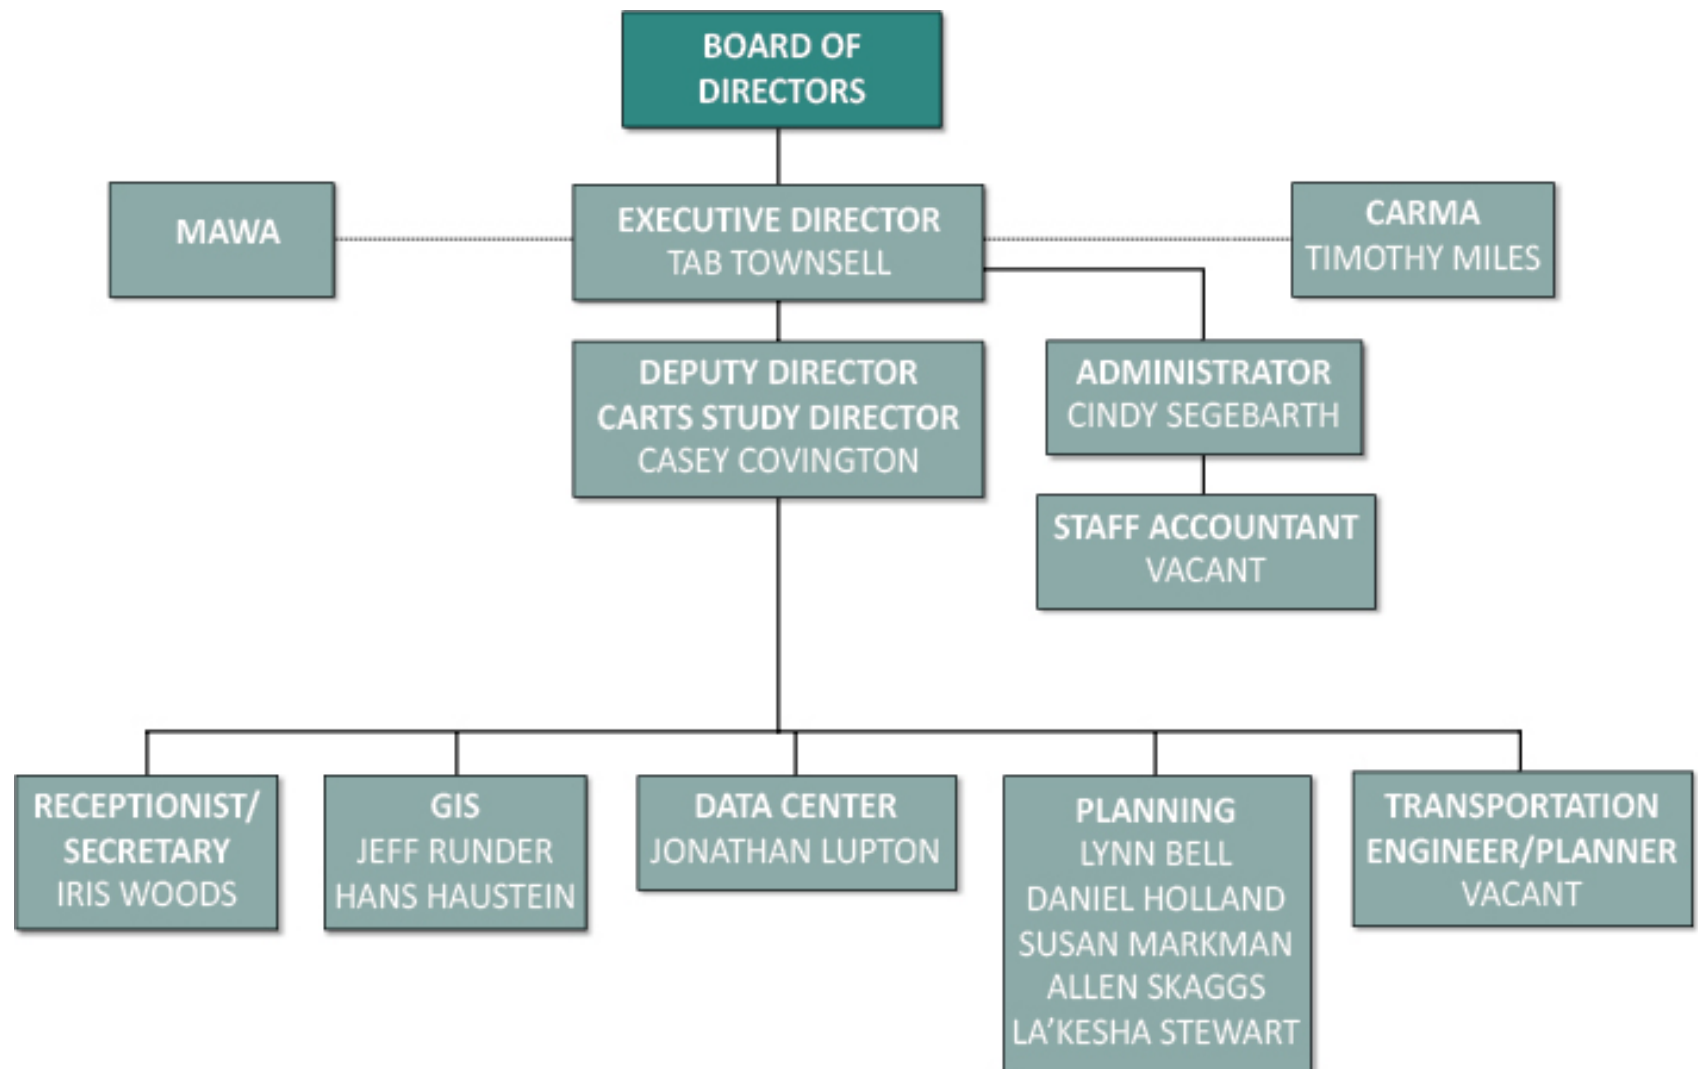 BOARD OF
DIRECTORS
MAWA
EXECUTIVE DIRECTOR
TAB TOWNSELL
CARMA
TIMOTHY MILES
DEPUTY DIRECTOR
CARTS STUDY DIRECTOR
CASEY COVINGTON
ADMINISTRATOR
CINDY SEGEBARTH
STAFF ACCOUNTANT
VACANT
RECEPTIONIST/
SECRETARY
IRIS WOODS
GIS
JEFF RUNDER
HANS HAUSTEIN
DATA CENTER
JONATHAN LUPTON
PLANNING
LYNN BELL
DANIEL HOLLAND
SUSAN MARKMAN
ALLEN SKAGGS
LA’KESHA STEWART
TRANSPORTATION
ENGINEER/PLANNER
VACANT